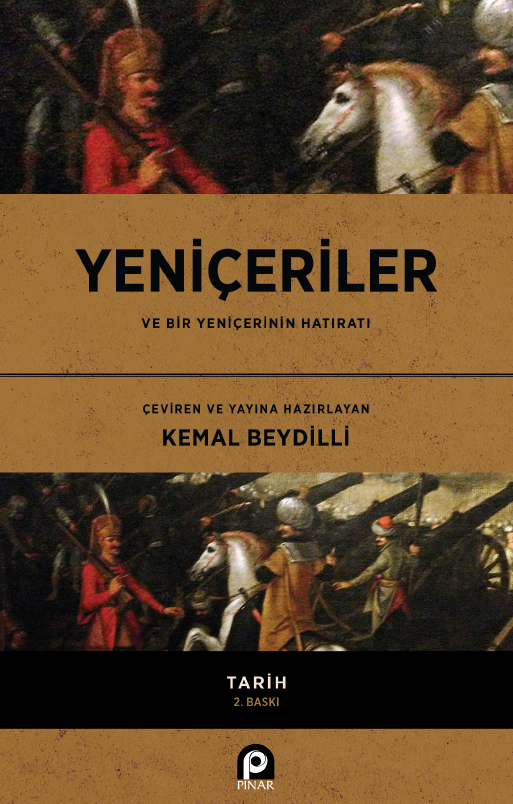 YENİÇERİLER
VE BİR YENİÇERİNİN HATIRATI
ÇEVİREN VE YAYINA HAZIRLAYAN
KEMAL BEYDİLLİ
TARİH
2. BASKI
p
PINAR